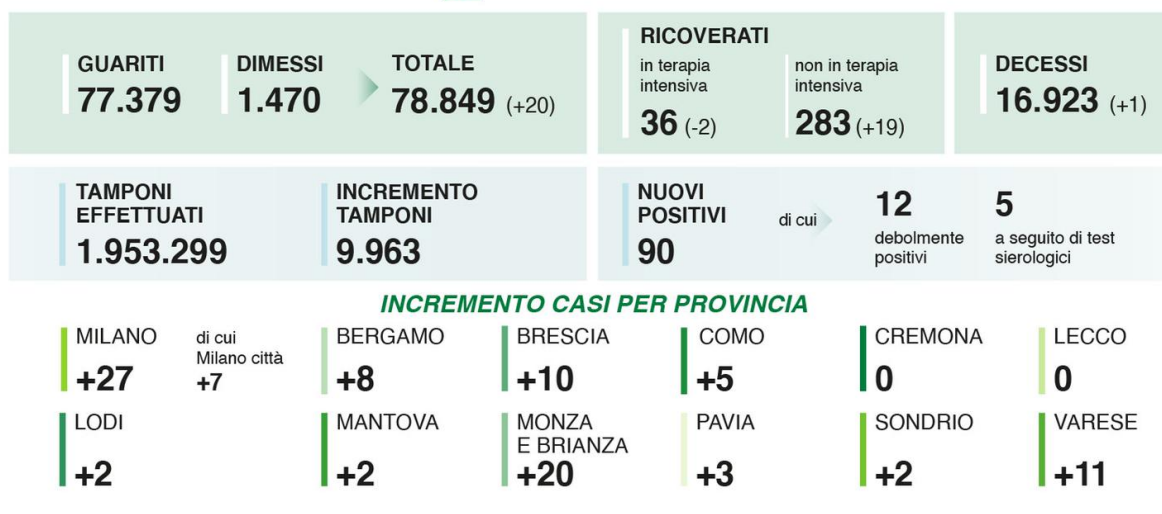 GUARITI
77.379
DIMESSI
1.470
TOTALE
78.849 (+20)
RICOVERATI
in terapia
intensiva
36 (-2)
non in terapia
intensiva
283 (+19)
DECESSI
16.923 (+1)
TAMPONI
EFFETTUATI
1.953.299
INCREMENTO
TAMPONI
9.963
NUOVI
POSITIVI
90
di cui
12
debolmente
positivi
5
a seguito di test
sierologici
INCREMENTO CASI PER PROVINCIA
MILANO
+27
di cui
Milano città
+7
BERGAMO
+8
BRESCIA
+10
COMO
+5
CREMONA
0
LECCO
0
LODI
+2
MANTOVA
+2
MONZA
E BRIANZA
+20
PAVIA
+3
SONDRIO
+2
VARESE
+11